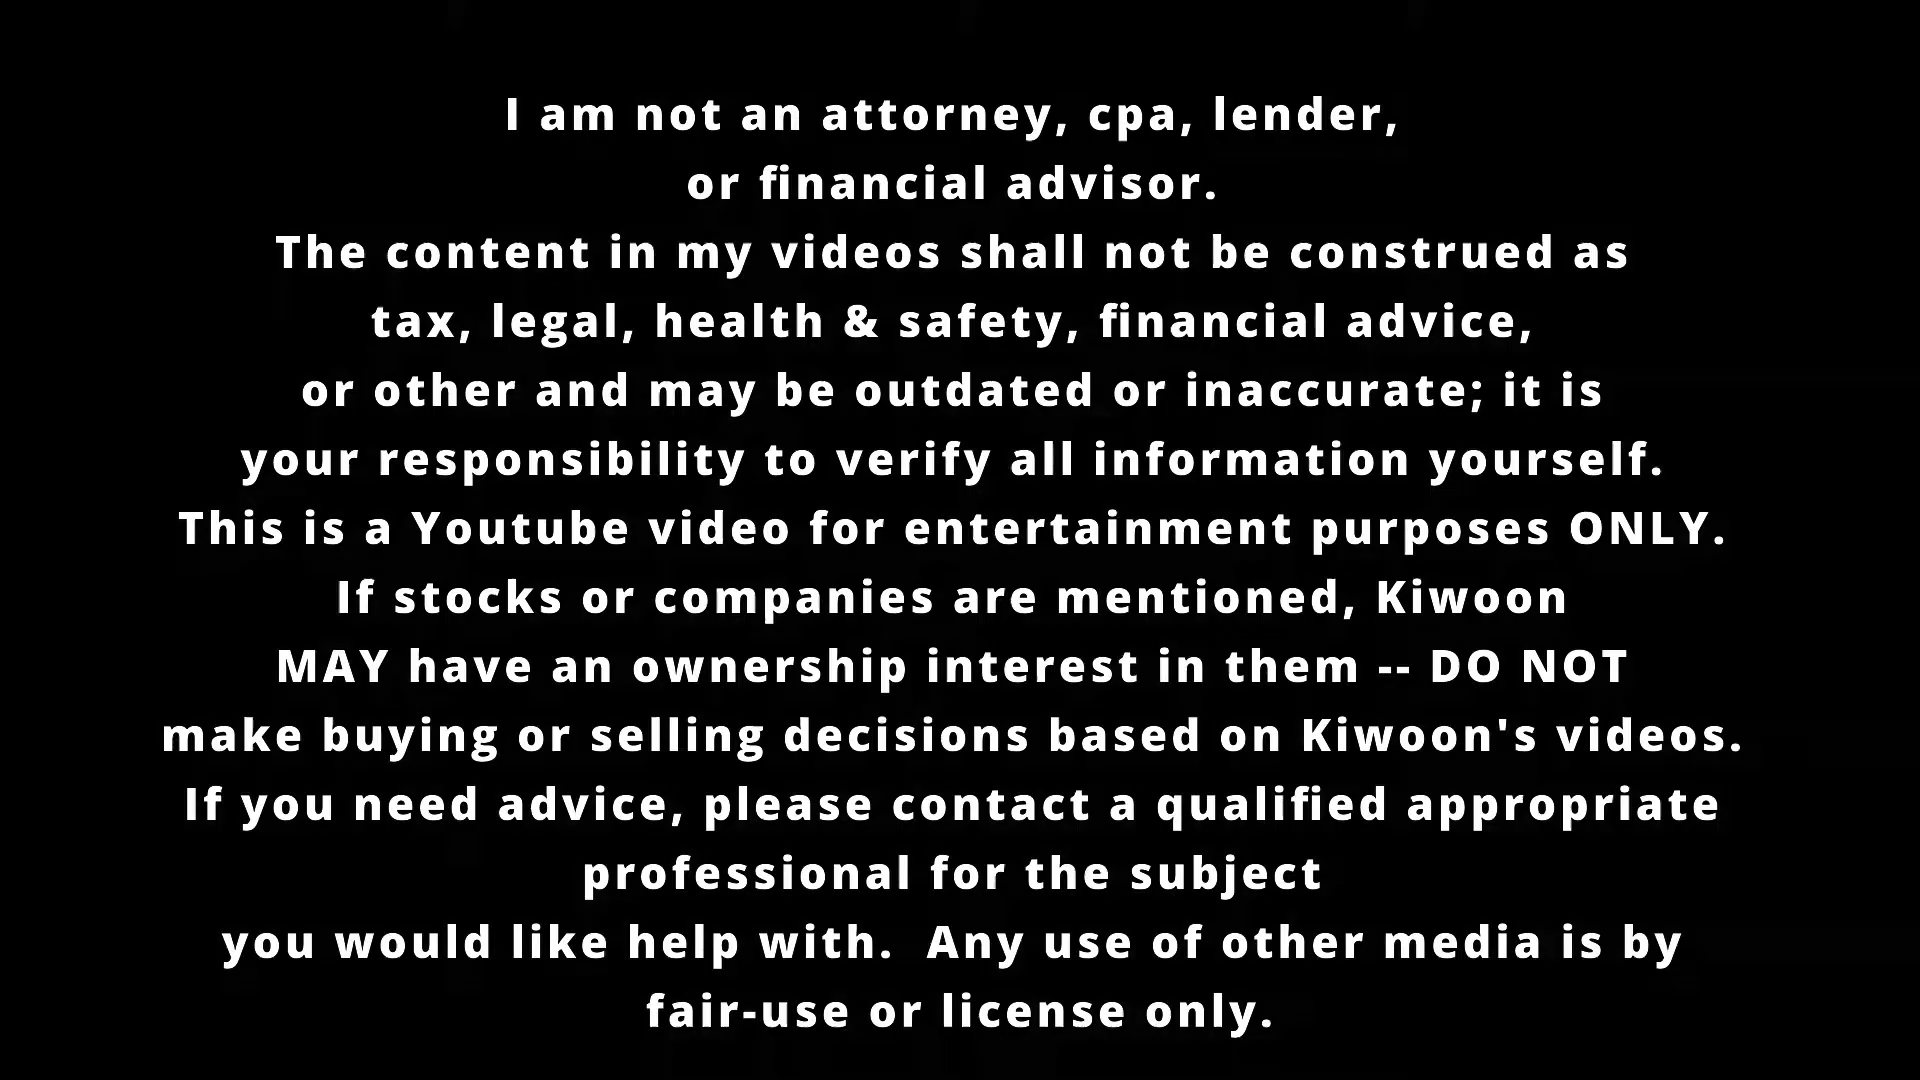 I am not an attorney, cpa, lender,
or financial advisor.
The content in my videos shall not be construed as
tax, legal, health & safety, financial advice,
or other and may be outdated or inaccurate; it is
your responsibility to verify all information yourself.
This is a Youtube video for entertainment purposes ONLY.
If stocks or companies are mentioned, Kiwoon
MAY have an ownership interest in them -- DO NOT
make buying or selling decisions based on Kiwoon's videos.
If you need advice, please contact a qualified appropriate
professional for the subject
you would like help with.  Any use of other media is by
fair-use or license only.